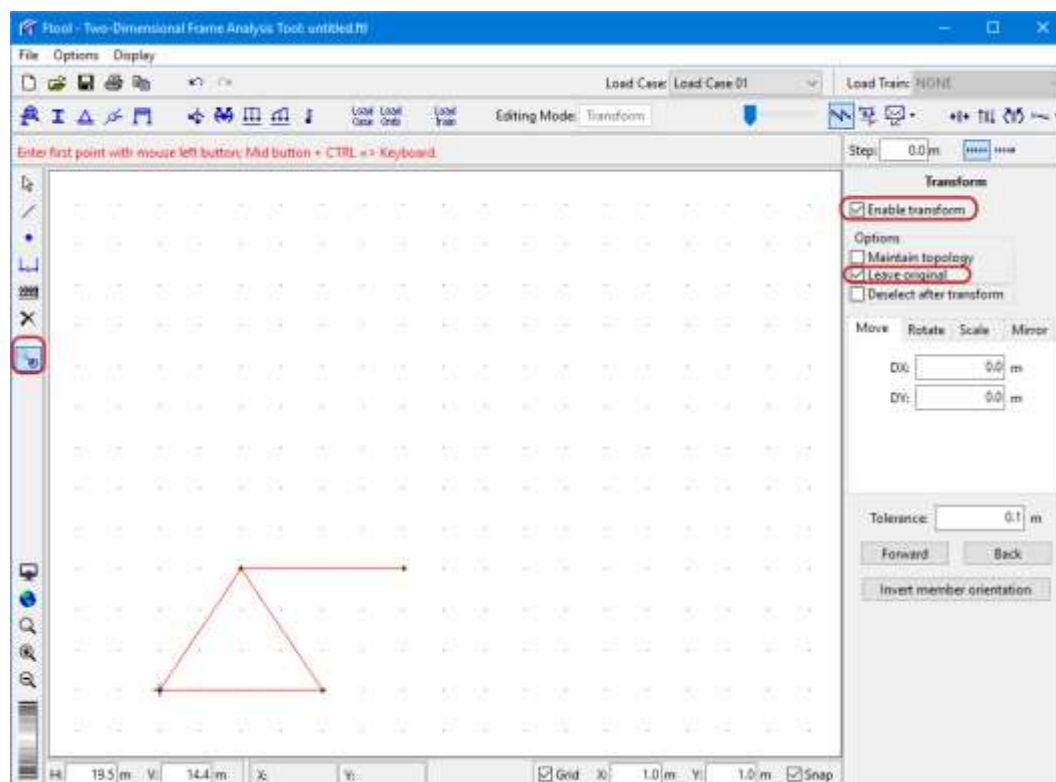 Ftool - Two-Dimensional Frame Analysis Tool: untitled.ftl
File Options Display
Load Case: Load Case 01 Load Train: NONE
Load Case Load Comb Load Train Editing Mode: Transform
Enter first point with mouse left button; Mid button + CTRL => Keyboard. Step: 0.0 m
Transform
Enable transform
Options
Maintain topology
Leave original
Deselect after transform
Move Rotate Scale Mirror
DX: 0.0 m
DY: 0.0 m
Tolerance: 0.1 m
Forward Back
Invert member orientation
H: 19.5 m V: 14.4 m X: Y: Grid X: 1.0 m Y: 1.0 m Snap